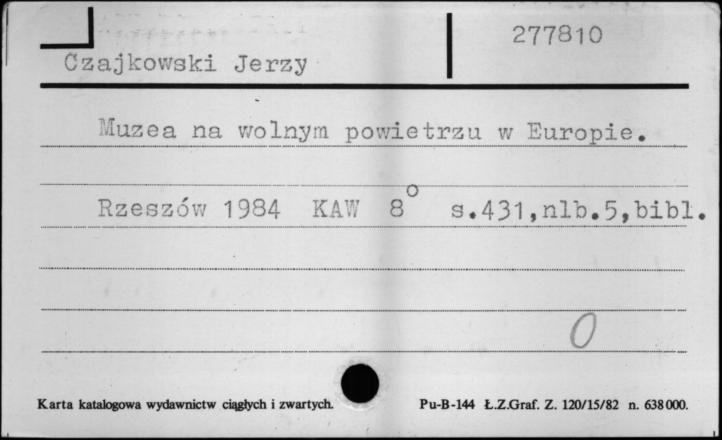 277810
Czajkowski Jerzy
Muzea na wolnym powietrzu w Europie.
Rzeszów 1984 KAW 8° s.431,nlb.5,bibl.
0
Karta katalogowa wydawnictw ciągłych i zwartych. Pu-B-144 Ł.Z.Graf. Z. 120/15/82 n. 638000.